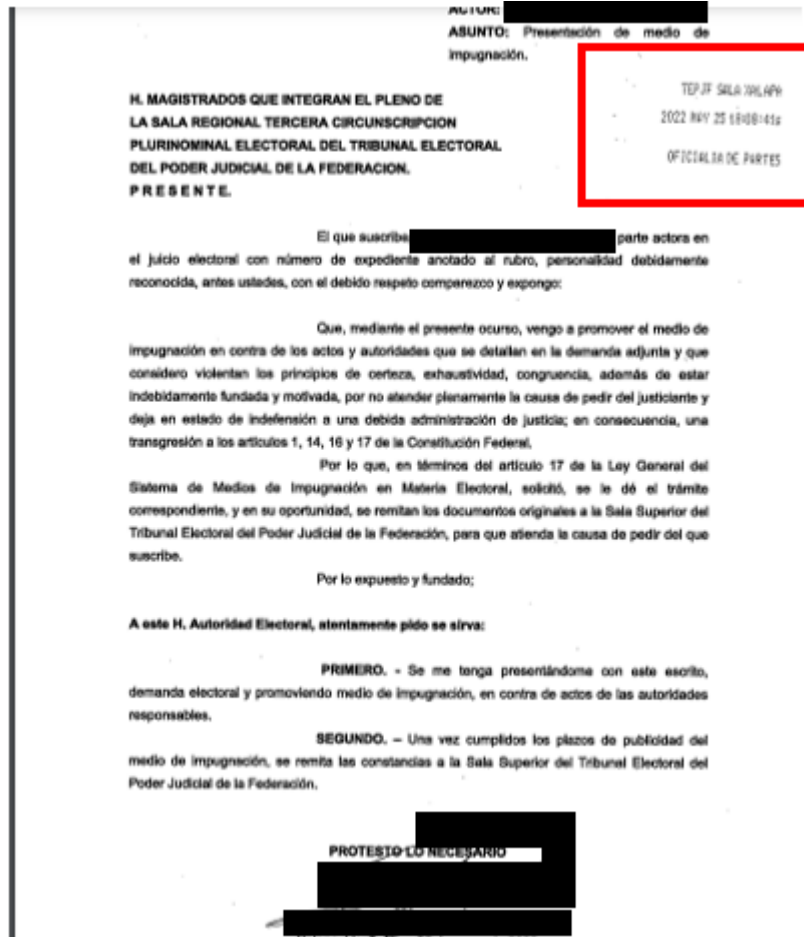 ACTOR:
ASUNTO: Presentación de medio de
impugnación.
TEPJF SALA XALAPA
2022 MAY 25 18:08:41s
OFICIALIA DE PARTES
H. MAGISTRADOS QUE INTEGRAN EL PLENO DE
LA SALA REGIONAL TERCERA CIRCUNSCRIPCION
PLURINOMINAL ELECTORAL DEL TRIBUNAL ELECTORAL
DEL PODER JUDICIAL DE LA FEDERACION.
P R E S E N T E.
El que suscribe parte actora en
el juicio electoral con número de expediente anotado al rubro, personalidad debidamente
reconocida, antes ustedes, con el debido respeto comparezco y expongo:
Que, mediante el presente ocurso, vengo a promover el medio de
impugnación en contra de los actos y autoridades que se detallan en la demanda adjunta y que
considero violentan los principios de certeza, exhaustividad, congruencia, además de estar
indebidamente fundada y motivada, por no atender plenamente la causa de pedir del justiciante y
deja en estado de indefensión a una debida administración de justicia; en consecuencia, una
transgresión a los artículos 1, 14, 16 y 17 de la Constitución Federal.
Por lo que, en términos del artículo 17 de la Ley General del
Sistema de Medios de Impugnación en Materia Electoral, solicitó, se le dé el trámite
correspondiente, y en su oportunidad, se remitan los documentos originales a la Sala Superior del
Tribunal Electoral del Poder Judicial de la Federación, para que atienda la causa de pedir del que
suscribe.
Por lo expuesto y fundado;
A este H. Autoridad Electoral, atentamente pido se sirva:
PRIMERO. - Se me tenga presentándome con este escrito,
demanda electoral y promoviendo medio de impugnación, en contra de actos de las autoridades
responsables.
SEGUNDO. – Una vez cumplidos los plazos de publicidad del
medio de impugnación, se remita las constancias a la Sala Superior del Tribunal Electoral del
Poder Judicial de la Federación.
PROTESTO LO NECESARIO